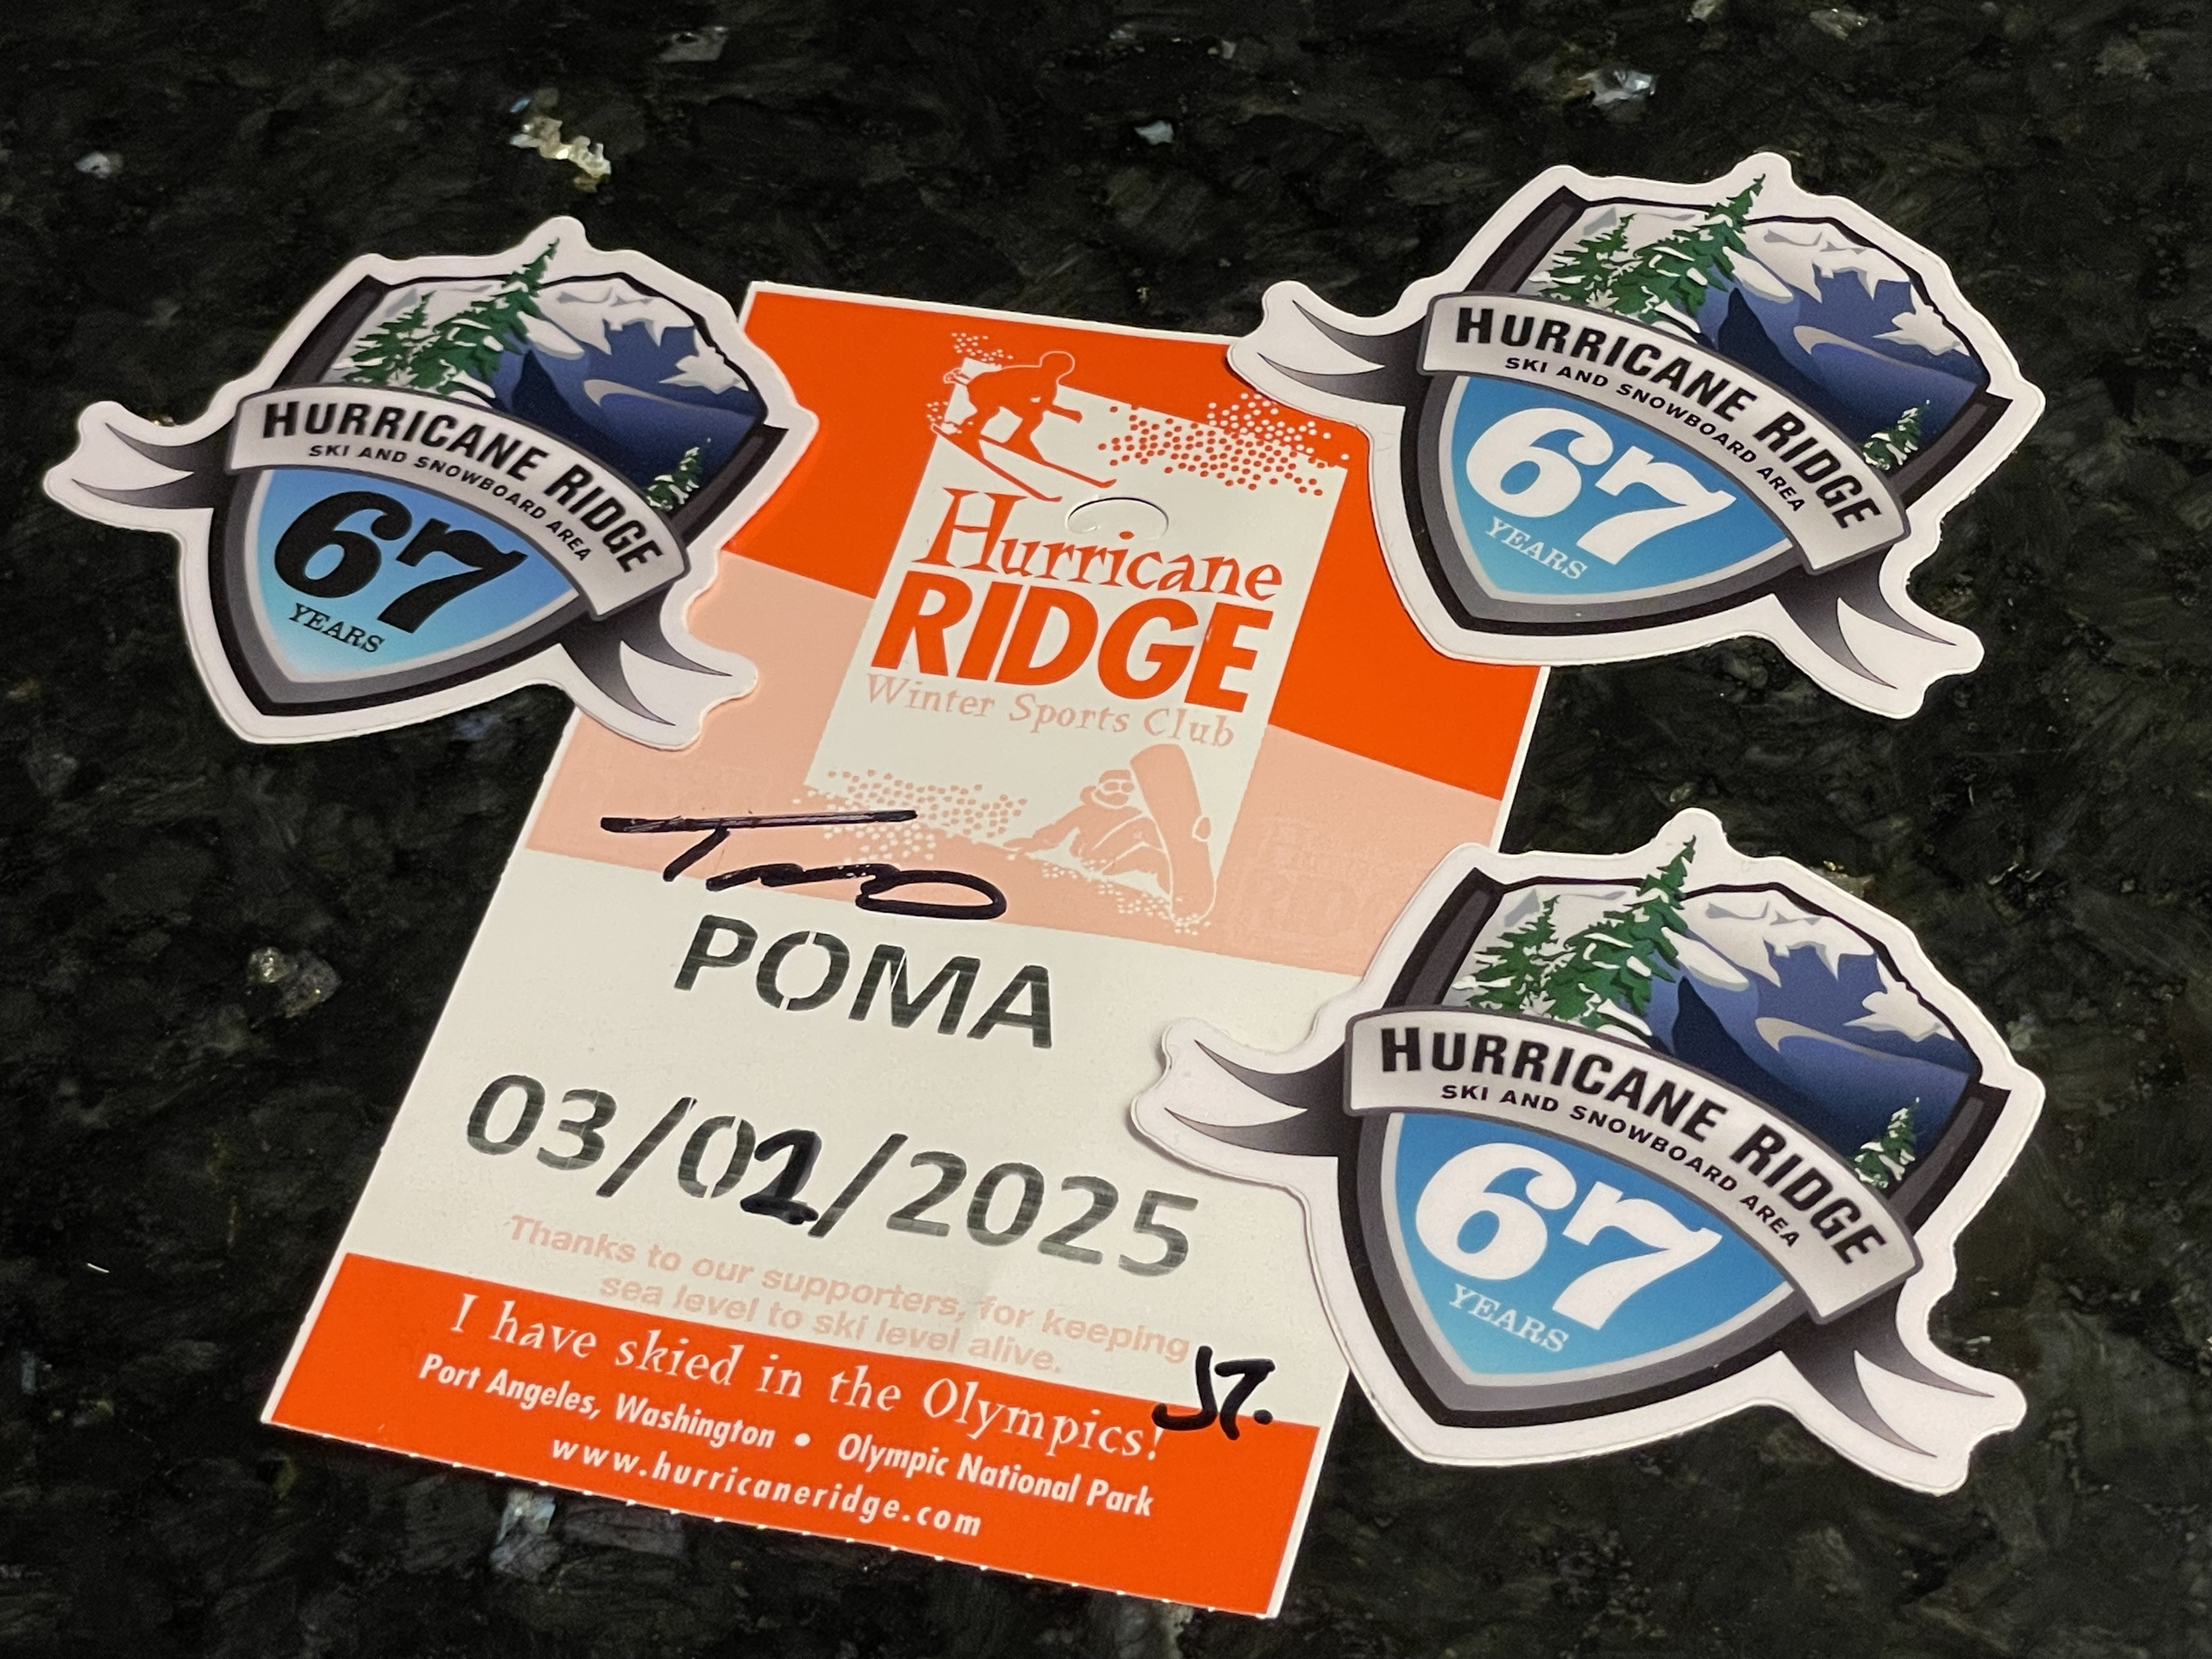 HURRICANE RIDGE
SKI AND SNOWBOARD AREA
67
YEARS
Hurricane
RIDGE
Winter Sports Club
POMA
03/02/2025
Thanks to our supporters, for keeping
sea level to ski level alive.
JT.
I have skied in the Olympics!
Port Angeles, Washington • Olympic National Park
www.hurricaneridge.com
HURRICANE RIDGE
SKI AND SNOWBOARD AREA
67
YEARS
HURRICANE RIDGE
SKI AND SNOWBOARD AREA
67
YEARS